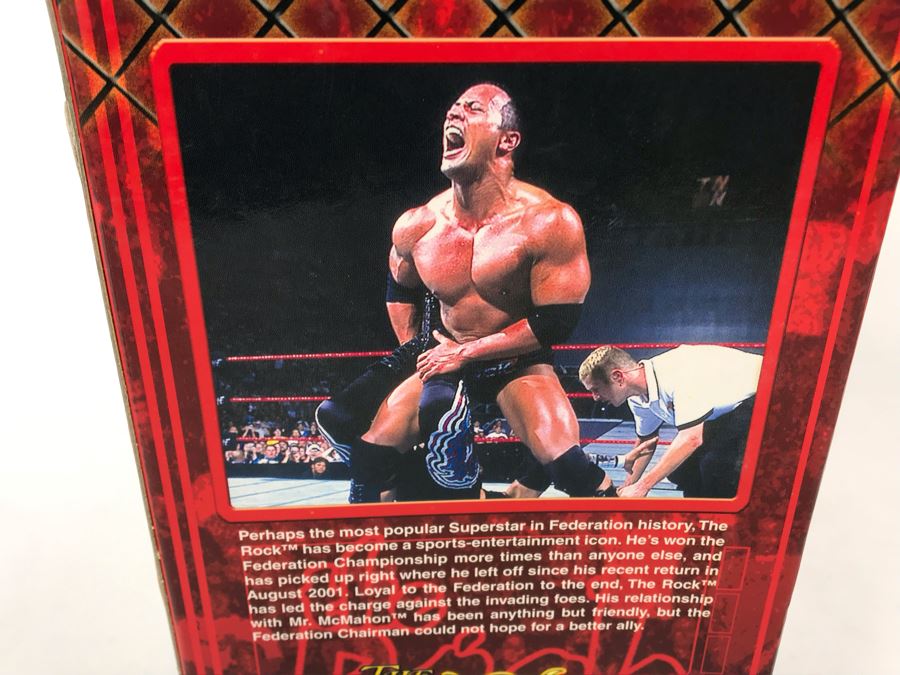 Perhaps the most popular Superstar in Federation history, The
Rock™ has become a sports-entertainment icon. He's won the
Federation Championship more times than anyone else, and
has picked up right where he left off since his recent return in
August 2001. Loyal to the Federation to the end, The Rock™
has led the charge against the invading foes. His relationship
with Mr. McMahon™ has been anything but friendly, but the
Federation Chairman could not hope for a better ally.
THE